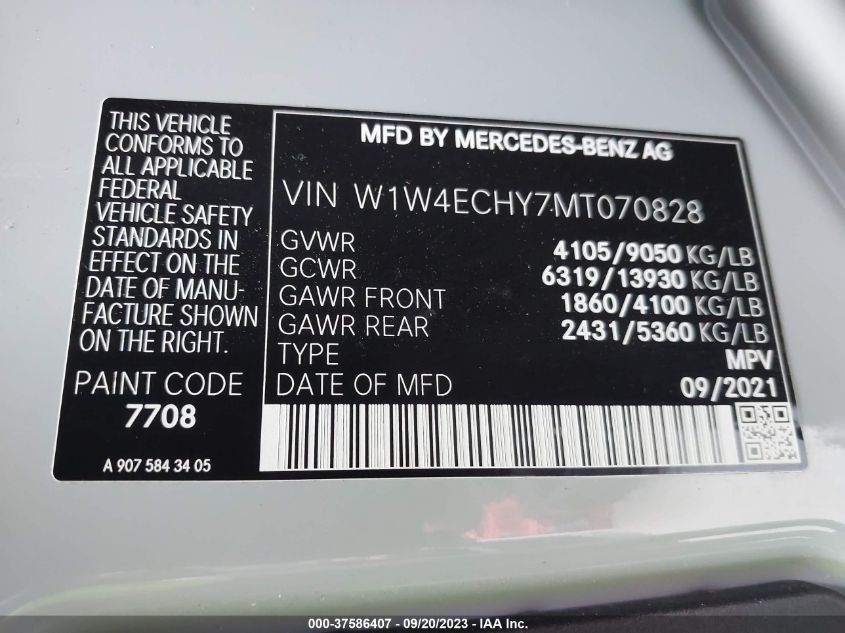 THIS VEHICLE
CONFORMS TO
ALL APPLICABLE
FEDERAL
VEHICLE SAFETY
STANDARDS IN
EFFECT ON THE
DATE OF MANU-
FACTURE SHOWN
ON THE RIGHT.
PAINT CODE
7708
A 907 584 34 05
MFD BY MERCEDES-BENZ AG
VIN W1W4ECHY7MT070828
GVWR 4105/9050 KG/LB
GCWR 6319/13930 KG/LB
GAWR FRONT 1860/4100 KG/LB
GAWR REAR 2431/5360 KG/LB
TYPE MPV
DATE OF MFD 09/2021
000-37586407 - 09/20/2023 - IAA Inc.